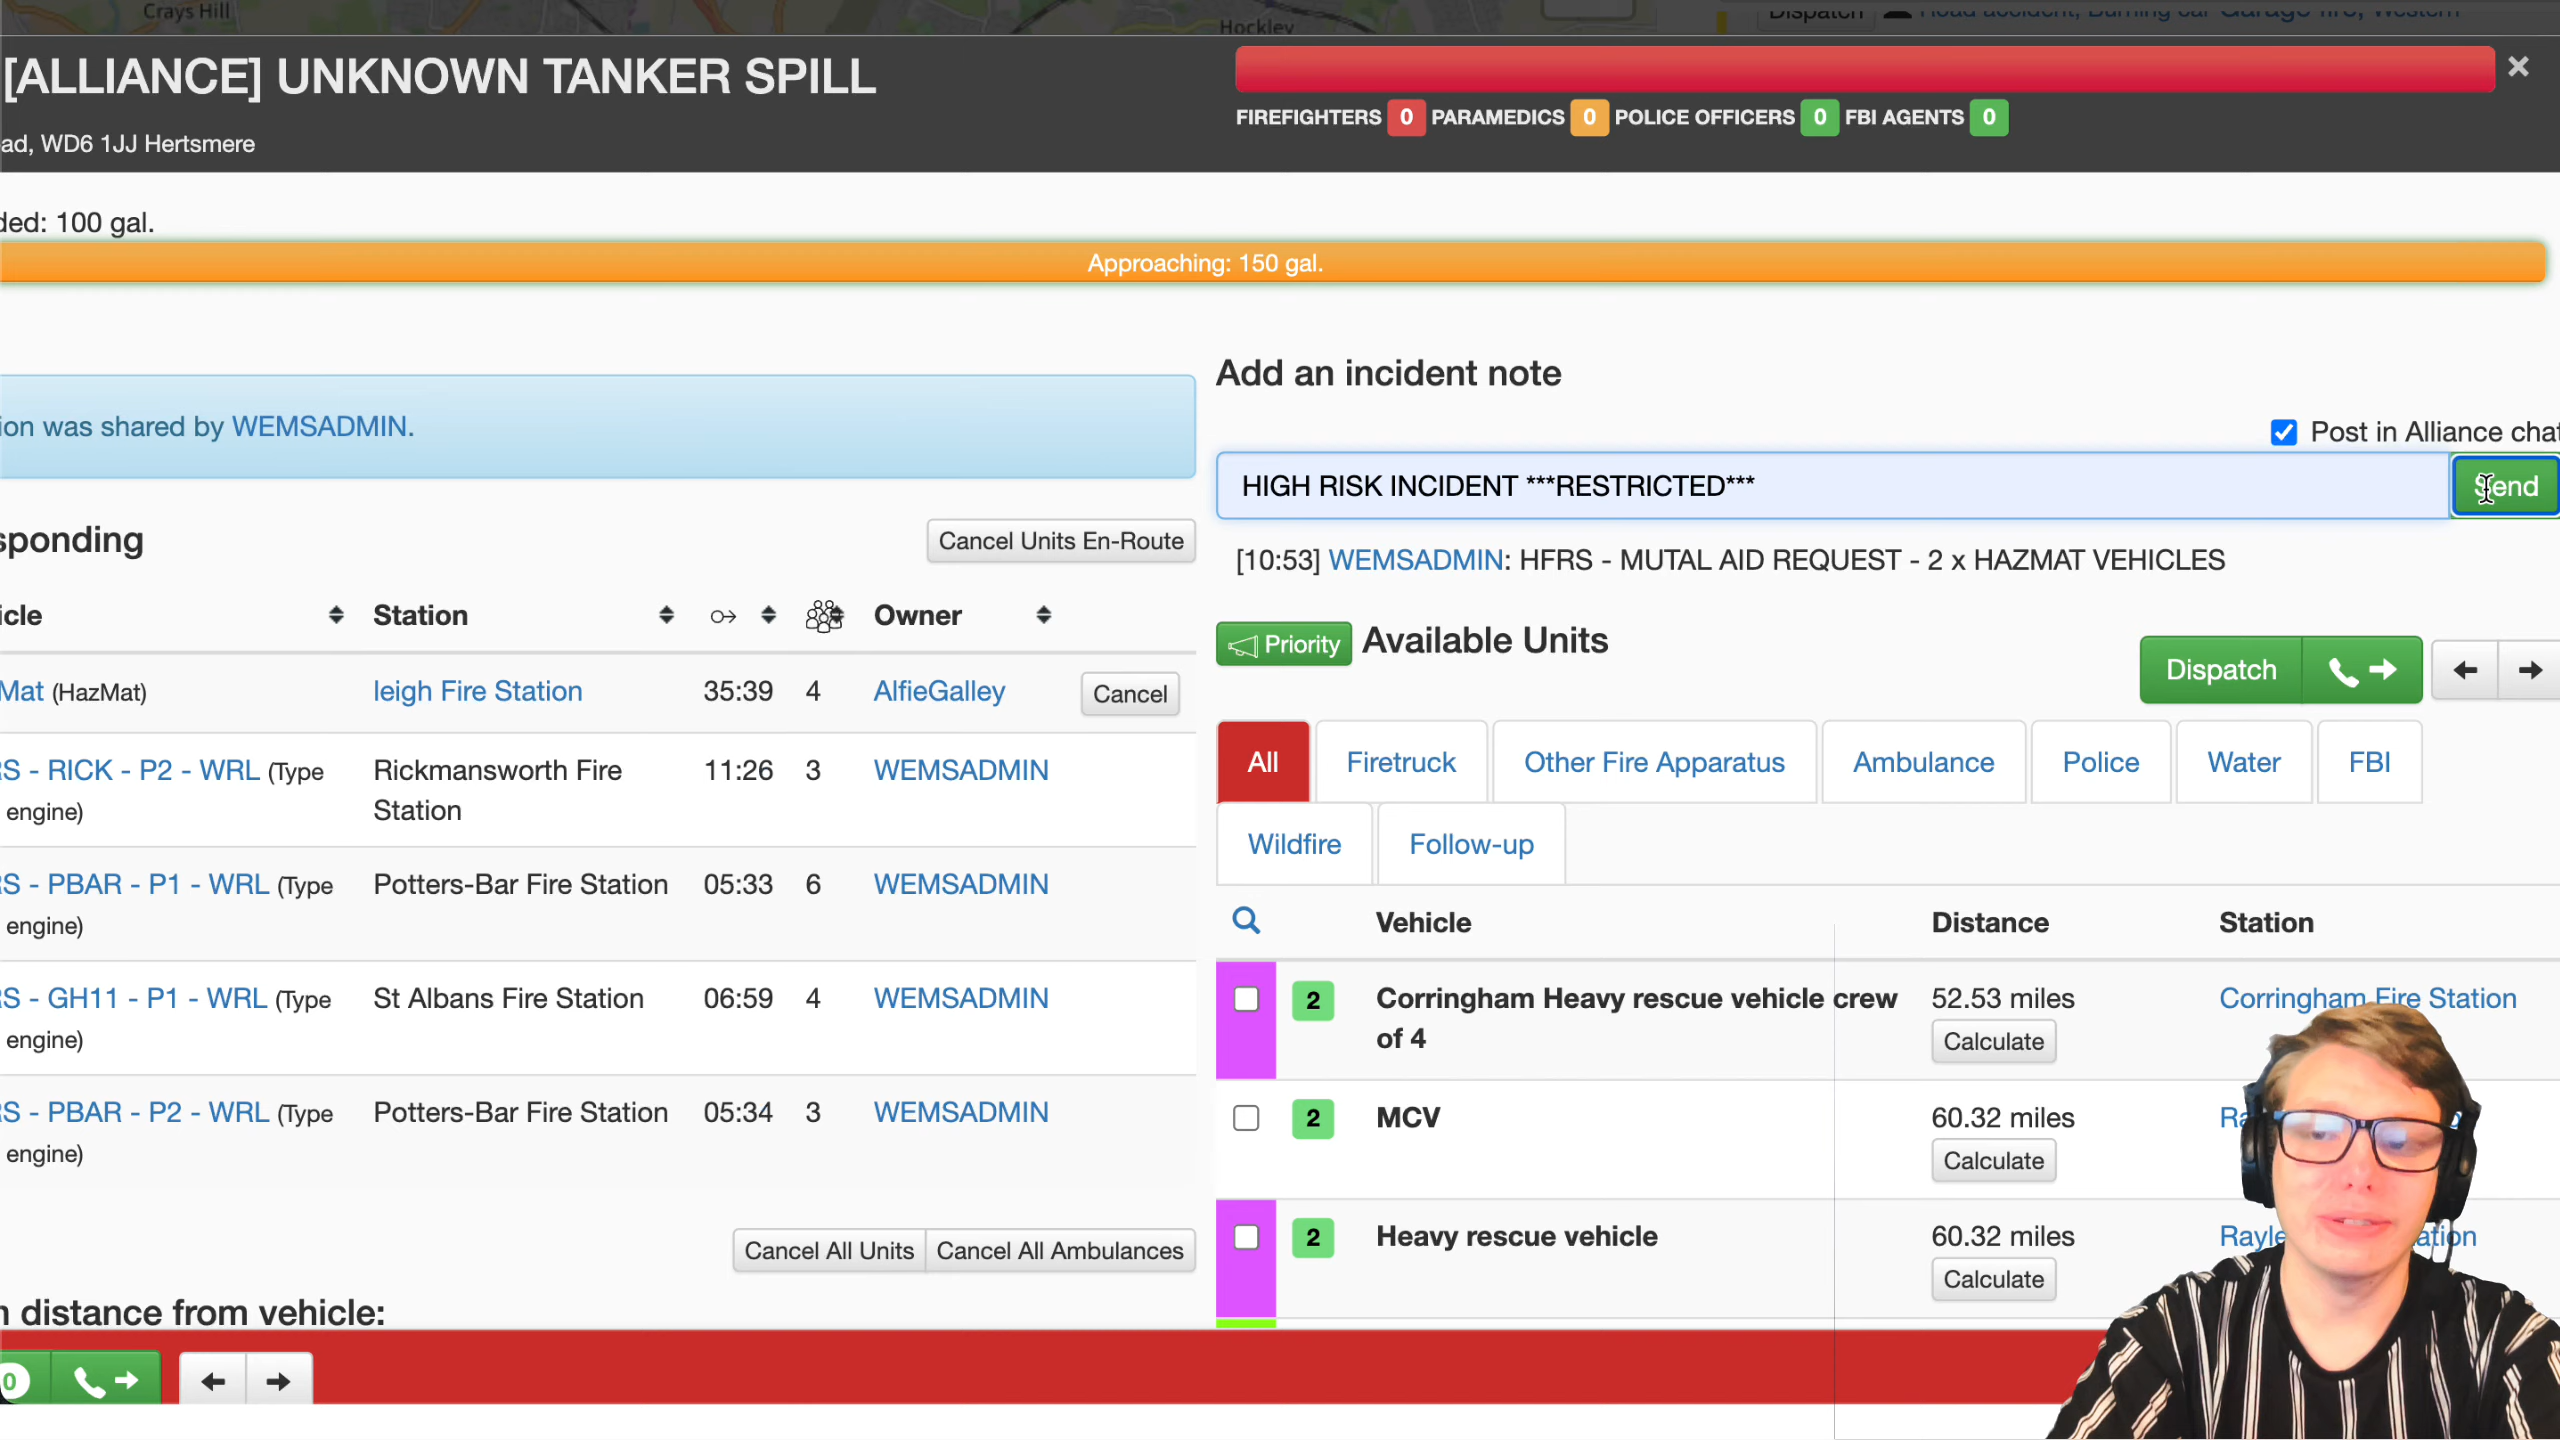 Crays Hill
Hockley
Dispatch
[ALLIANCE] UNKNOWN TANKER SPILL
FIREFIGHTERS 0 PARAMEDICS 0 POLICE OFFICERS 0 FBI AGENTS 0
ad, WD6 1JJ Hertsmere
ded: 100 gal.
Approaching: 150 gal.
Add an incident note
Post in Alliance chat
ion was shared by WEMSADMIN.
HIGH RISK INCIDENT ***RESTRICTED***
Send
sponding
Cancel Units En-Route
[10:53] WEMSADMIN: HFRS - MUTAL AID REQUEST - 2 x HAZMAT VEHICLES
icle Station Owner
Priority Available Units
Dispatch
Mat (HazMat) leigh Fire Station 35:39 4 AlfieGalley Cancel
All Firetruck Other Fire Apparatus Ambulance Police Water FBI
Wildfire Follow-up
RS - RICK - P2 - WRL (Type
engine)
Rickmansworth Fire
Station
11:26 3 WEMSADMIN
RS - PBAR - P1 - WRL (Type
engine)
Potters-Bar Fire Station 05:33 6 WEMSADMIN
RS - GH11 - P1 - WRL (Type
engine)
St Albans Fire Station 06:59 4 WEMSADMIN
RS - PBAR - P2 - WRL (Type
engine)
Potters-Bar Fire Station 05:34 3 WEMSADMIN
Vehicle Distance Station
2 Corringham Heavy rescue vehicle crew
of 4
52.53 miles
Calculate
Corringham Fire Station
2 MCV 60.32 miles
Calculate
2 Heavy rescue vehicle 60.32 miles
Calculate
Cancel All Units Cancel All Ambulances
distance from vehicle:
0